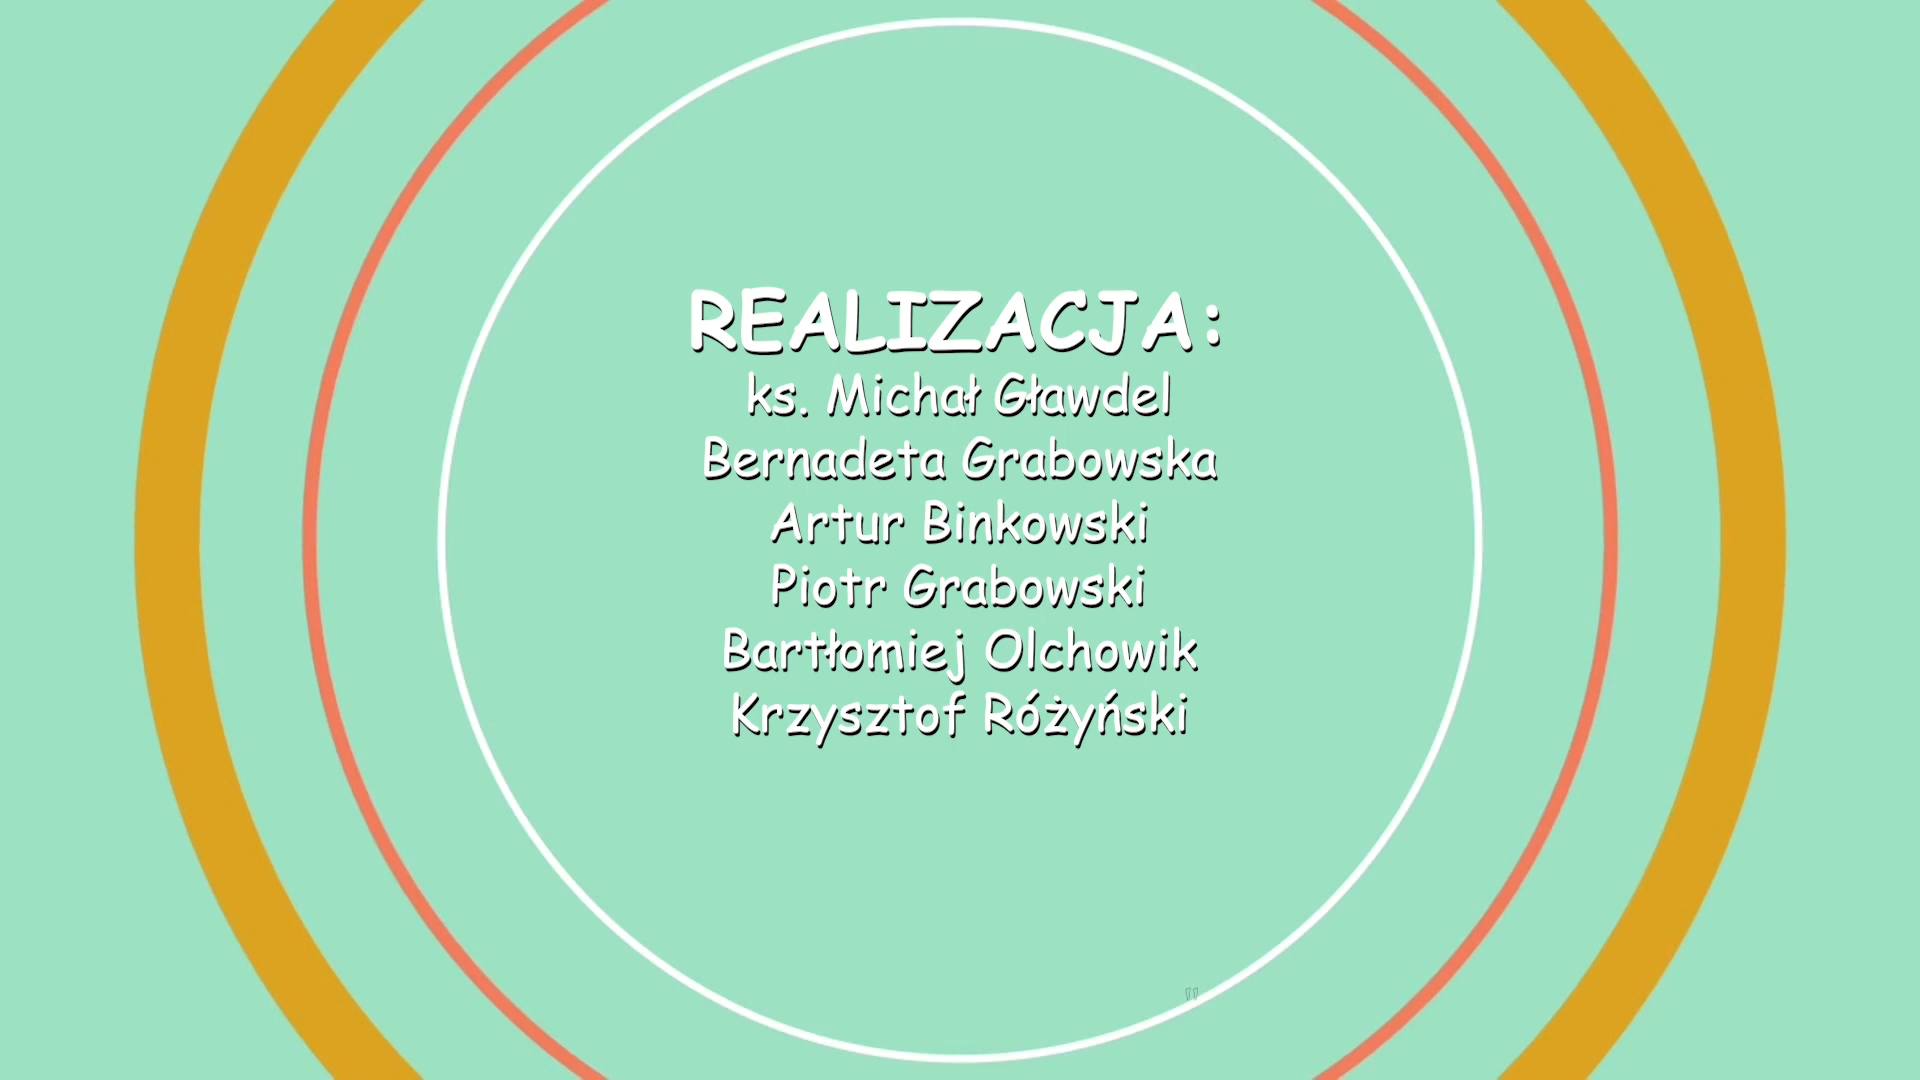 REALIZACJA:
ks. Michał Gławdel
Bernadeta Grabowska
Artur Binkowski
Piotr Grabowski
Bartłomiej Olchowik
Krzysztof Różyński
"